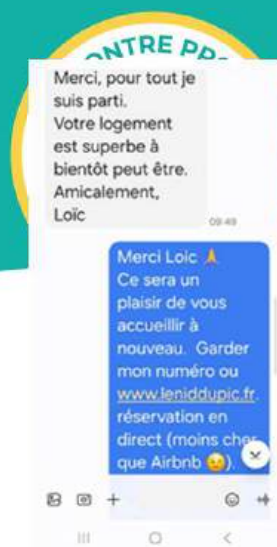 ONTRE PR
Merci, pour tout je
suis parti.
Votre logement
est superbe à
bientôt peut être.
Amicalement,
Loïc
09:49
Merci Loic 🙏
Ce sera un
plaisir de vous
accueillir à
nouveau. Garder
mon numéro ou
www.leniddupic.fr.
réservation en
direct (moins cher
que Airbnb 😉).